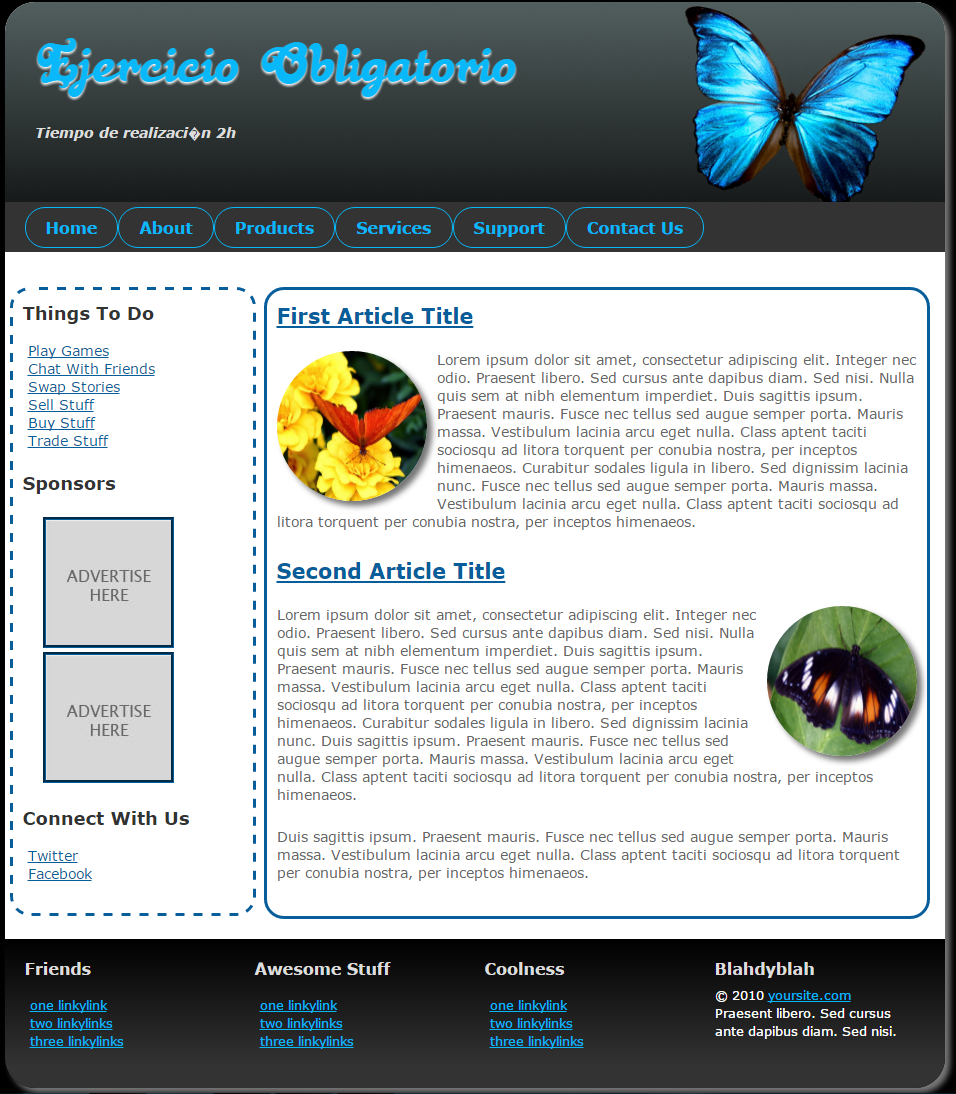 Ejercicio Obligatorio
Tiempo de realizaci�n 2h
Home About Products Services Support Contact Us
Things To Do
Play Games
Chat With Friends
Swap Stories
Sell Stuff
Buy Stuff
Trade Stuff
Sponsors
ADVERTISE
HERE
ADVERTISE
HERE
Connect With Us
Twitter
Facebook
First Article Title
Lorem ipsum dolor sit amet, consectetur adipiscing elit. Integer nec
odio. Praesent libero. Sed cursus ante dapibus diam. Sed nisi. Nulla
quis sem at nibh elementum imperdiet. Duis sagittis ipsum.
Praesent mauris. Fusce nec tellus sed augue semper porta. Mauris
massa. Vestibulum lacinia arcu eget nulla. Class aptent taciti
sociosqu ad litora torquent per conubia nostra, per inceptos
himenaeos. Curabitur sodales ligula in libero. Sed dignissim lacinia
nunc. Fusce nec tellus sed augue semper porta. Mauris massa.
Vestibulum lacinia arcu eget nulla. Class aptent taciti sociosqu ad
litora torquent per conubia nostra, per inceptos himenaeos.
Second Article Title
Lorem ipsum dolor sit amet, consectetur adipiscing elit. Integer nec
odio. Praesent libero. Sed cursus ante dapibus diam. Sed nisi. Nulla
quis sem at nibh elementum imperdiet. Duis sagittis ipsum.
Praesent mauris. Fusce nec tellus sed augue semper porta. Mauris
massa. Vestibulum lacinia arcu eget nulla. Class aptent taciti
sociosqu ad litora torquent per conubia nostra, per inceptos
himenaeos. Curabitur sodales ligula in libero. Sed dignissim lacinia
nunc. Duis sagittis ipsum. Praesent mauris. Fusce nec tellus sed
augue semper porta. Mauris massa. Vestibulum lacinia arcu eget
nulla. Class aptent taciti sociosqu ad litora torquent per conubia nostra, per inceptos
himenaeos.
Duis sagittis ipsum. Praesent mauris. Fusce nec tellus sed augue semper porta. Mauris
massa. Vestibulum lacinia arcu eget nulla. Class aptent taciti sociosqu ad litora torquent
per conubia nostra, per inceptos himenaeos.
Friends
one linkylink
two linkylinks
three linkylinks
Awesome Stuff
one linkylink
two linkylinks
three linkylinks
Coolness
one linkylink
two linkylinks
three linkylinks
Blahdyblah
© 2010 yoursite.com
Praesent libero. Sed cursus
ante dapibus diam. Sed nisi.